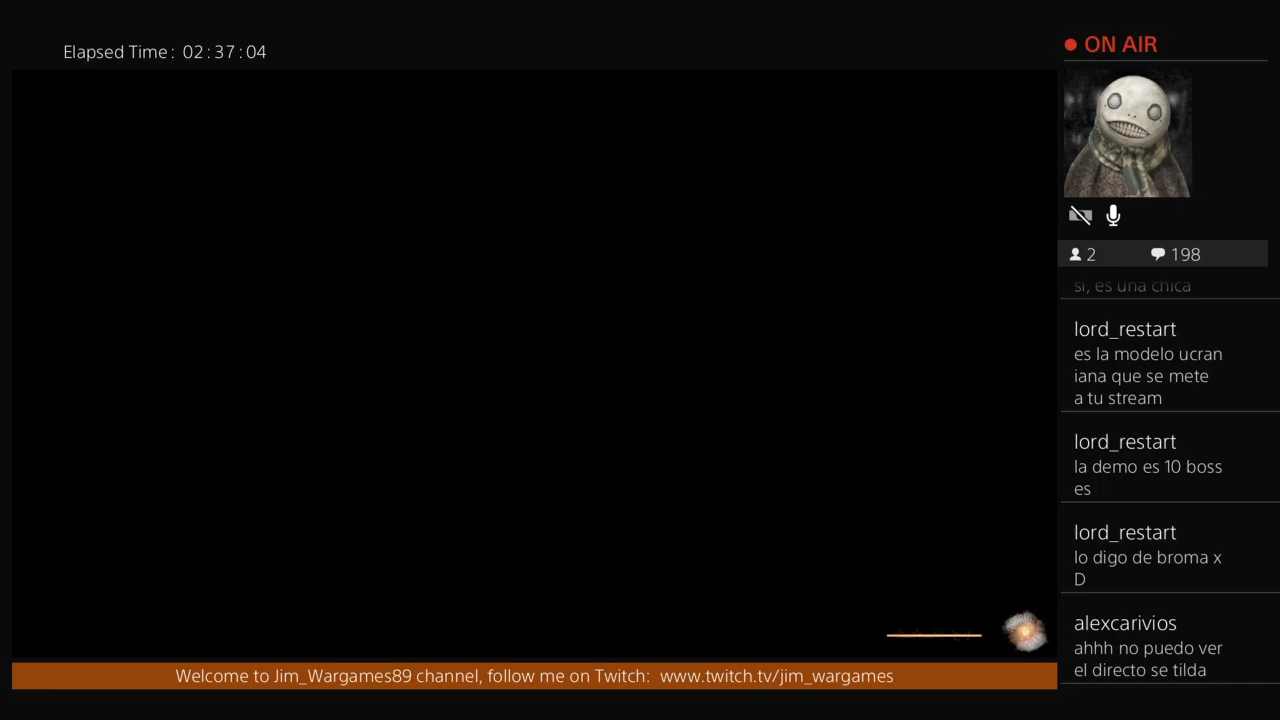 Elapsed Time: 02:37:04
ON AIR
2 198
si, es una chica
lord_restart
es la modelo ucran
iana que se mete
a tu stream
lord_restart
la demo es 10 boss
es
lord_restart
lo digo de broma x
D
alexcarivios
ahhh no puedo ver
el directo se tilda
Welcome to Jim_Wargames89 channel, follow me on Twitch: www.twitch.tv/jim_wargames